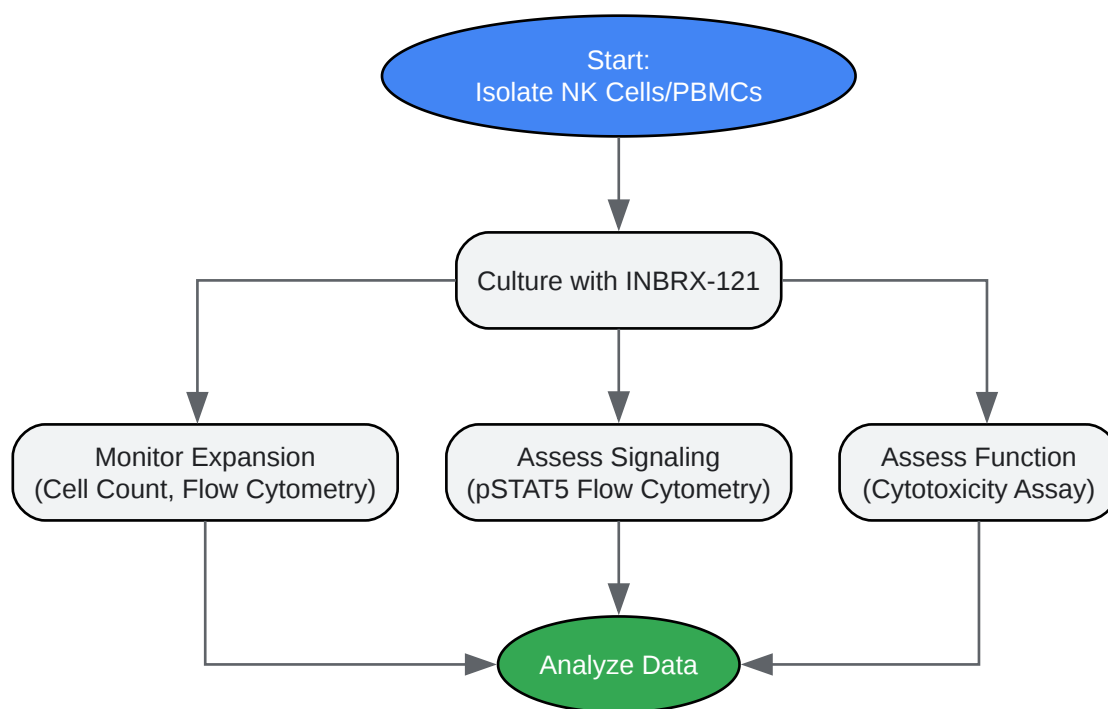 Start:
Isolate NK Cells/PBMCs
Culture with INBRX-121
Monitor Expansion
(Cell Count, Flow Cytometry)
Assess Signaling
(pSTAT5 Flow Cytometry)
Assess Function
(Cytotoxicity Assay)
Analyze Data